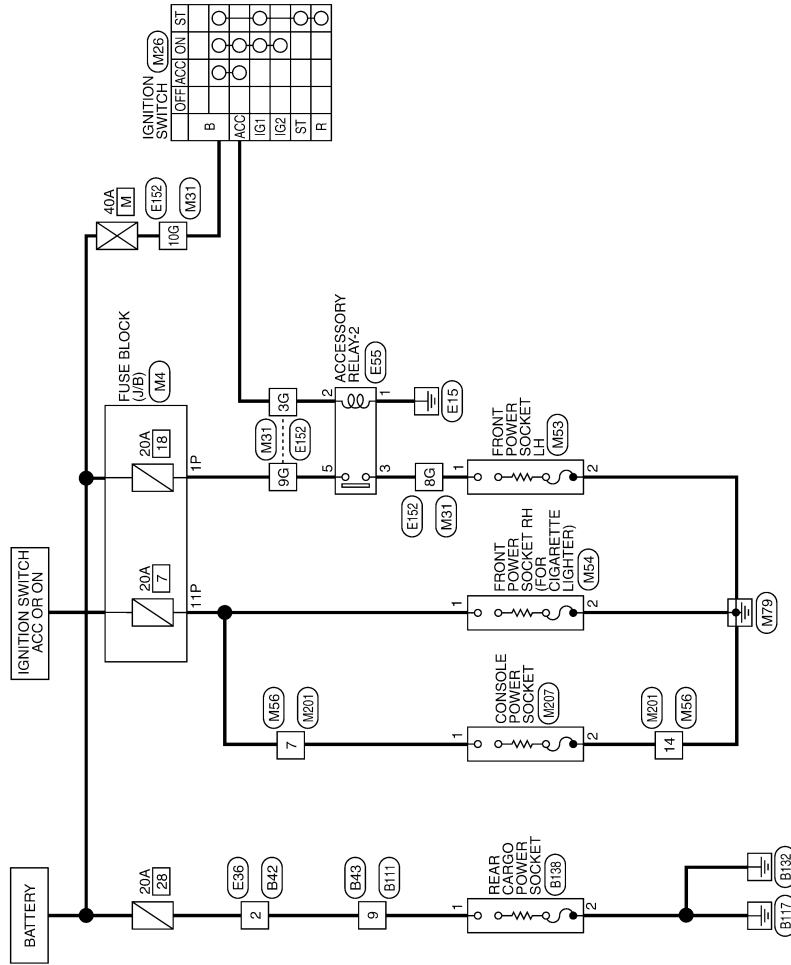 BATTERY
20A
28
2
E36
B42
9
B43
B111
REAR
CARGO
POWER
SOCKET
B138
1
2
B117
B132
IGNITION SWITCH
ACC OR ON
FUSE BLOCK
(J/B)
M4
20A
7
11P
20A
18
1P
7
M56
M201
CONSOLE
POWER
SOCKET
M207
1
2
14
M201
M56
FRONT
POWER
SOCKET RH
(FOR
CIGARETTE
LIGHTER)
M54
1
2
M79
9G
3G
M31
E152
5
2
3
1
ACCESSORY
RELAY-2
E55
E15
8G
E152
M31
FRONT
POWER
SOCKET
LH
M53
1
2
40A
M
10G
E152
M31
IGNITION
SWITCH
M26
OFF ACC ON ST
B
ACC
IG1
IG2
ST
R